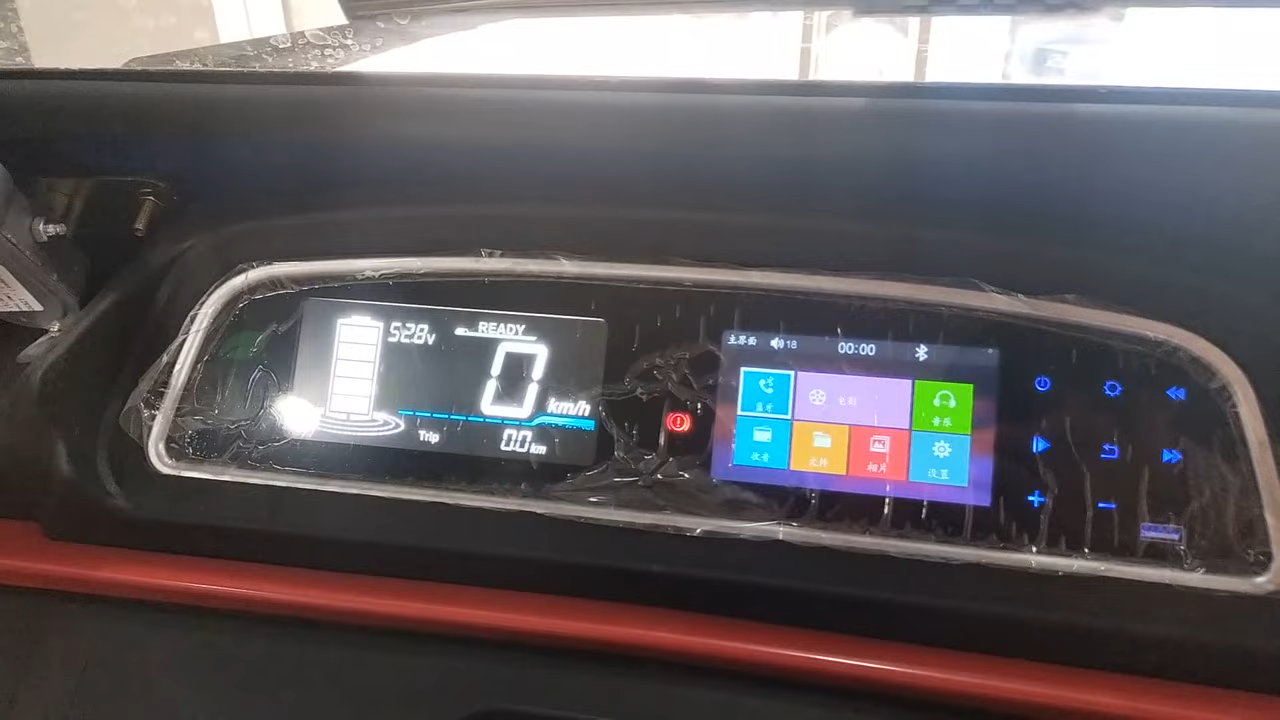 52.8v
READY
0
km/h
Trip
0.0 km
主界面 18 00:00
蓝牙 电影 音乐
收音 文件 相片 设置